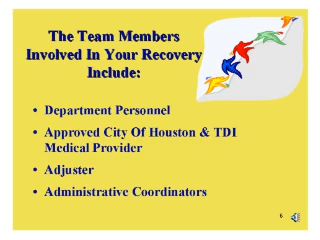 The Team Members
Involved In Your Recovery
Include:
• Department Personnel
• Approved City Of Houston & TDI
Medical Provider
• Adjuster
• Administrative Coordinators
6